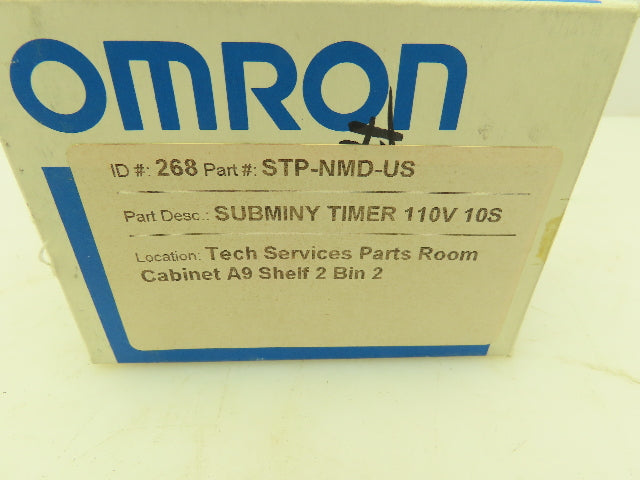 OMRON
ID #: 268 Part #: STP-NMD-US
Part Desc.: SUBMINY TIMER 110V 10S
Location: Tech Services Parts Room
Cabinet A9 Shelf 2 Bin 2